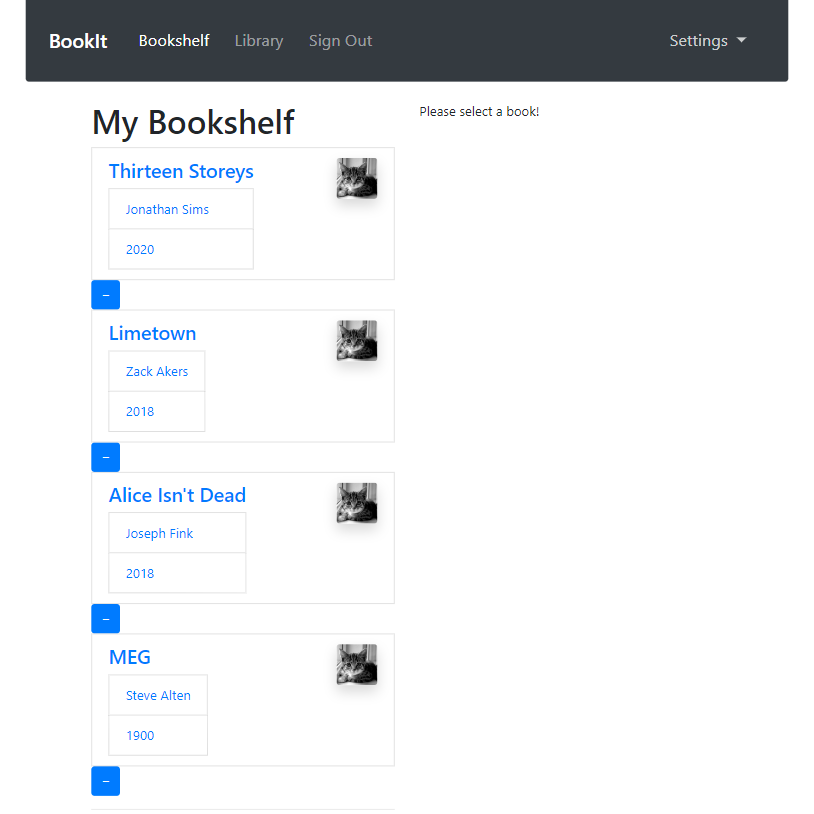 BookIt Bookshelf Library Sign Out Settings
My Bookshelf
Please select a book!
Thirteen Storeys
Jonathan Sims
2020
–
Limetown
Zack Akers
2018
–
Alice Isn't Dead
Joseph Fink
2018
–
MEG
Steve Alten
1900
–